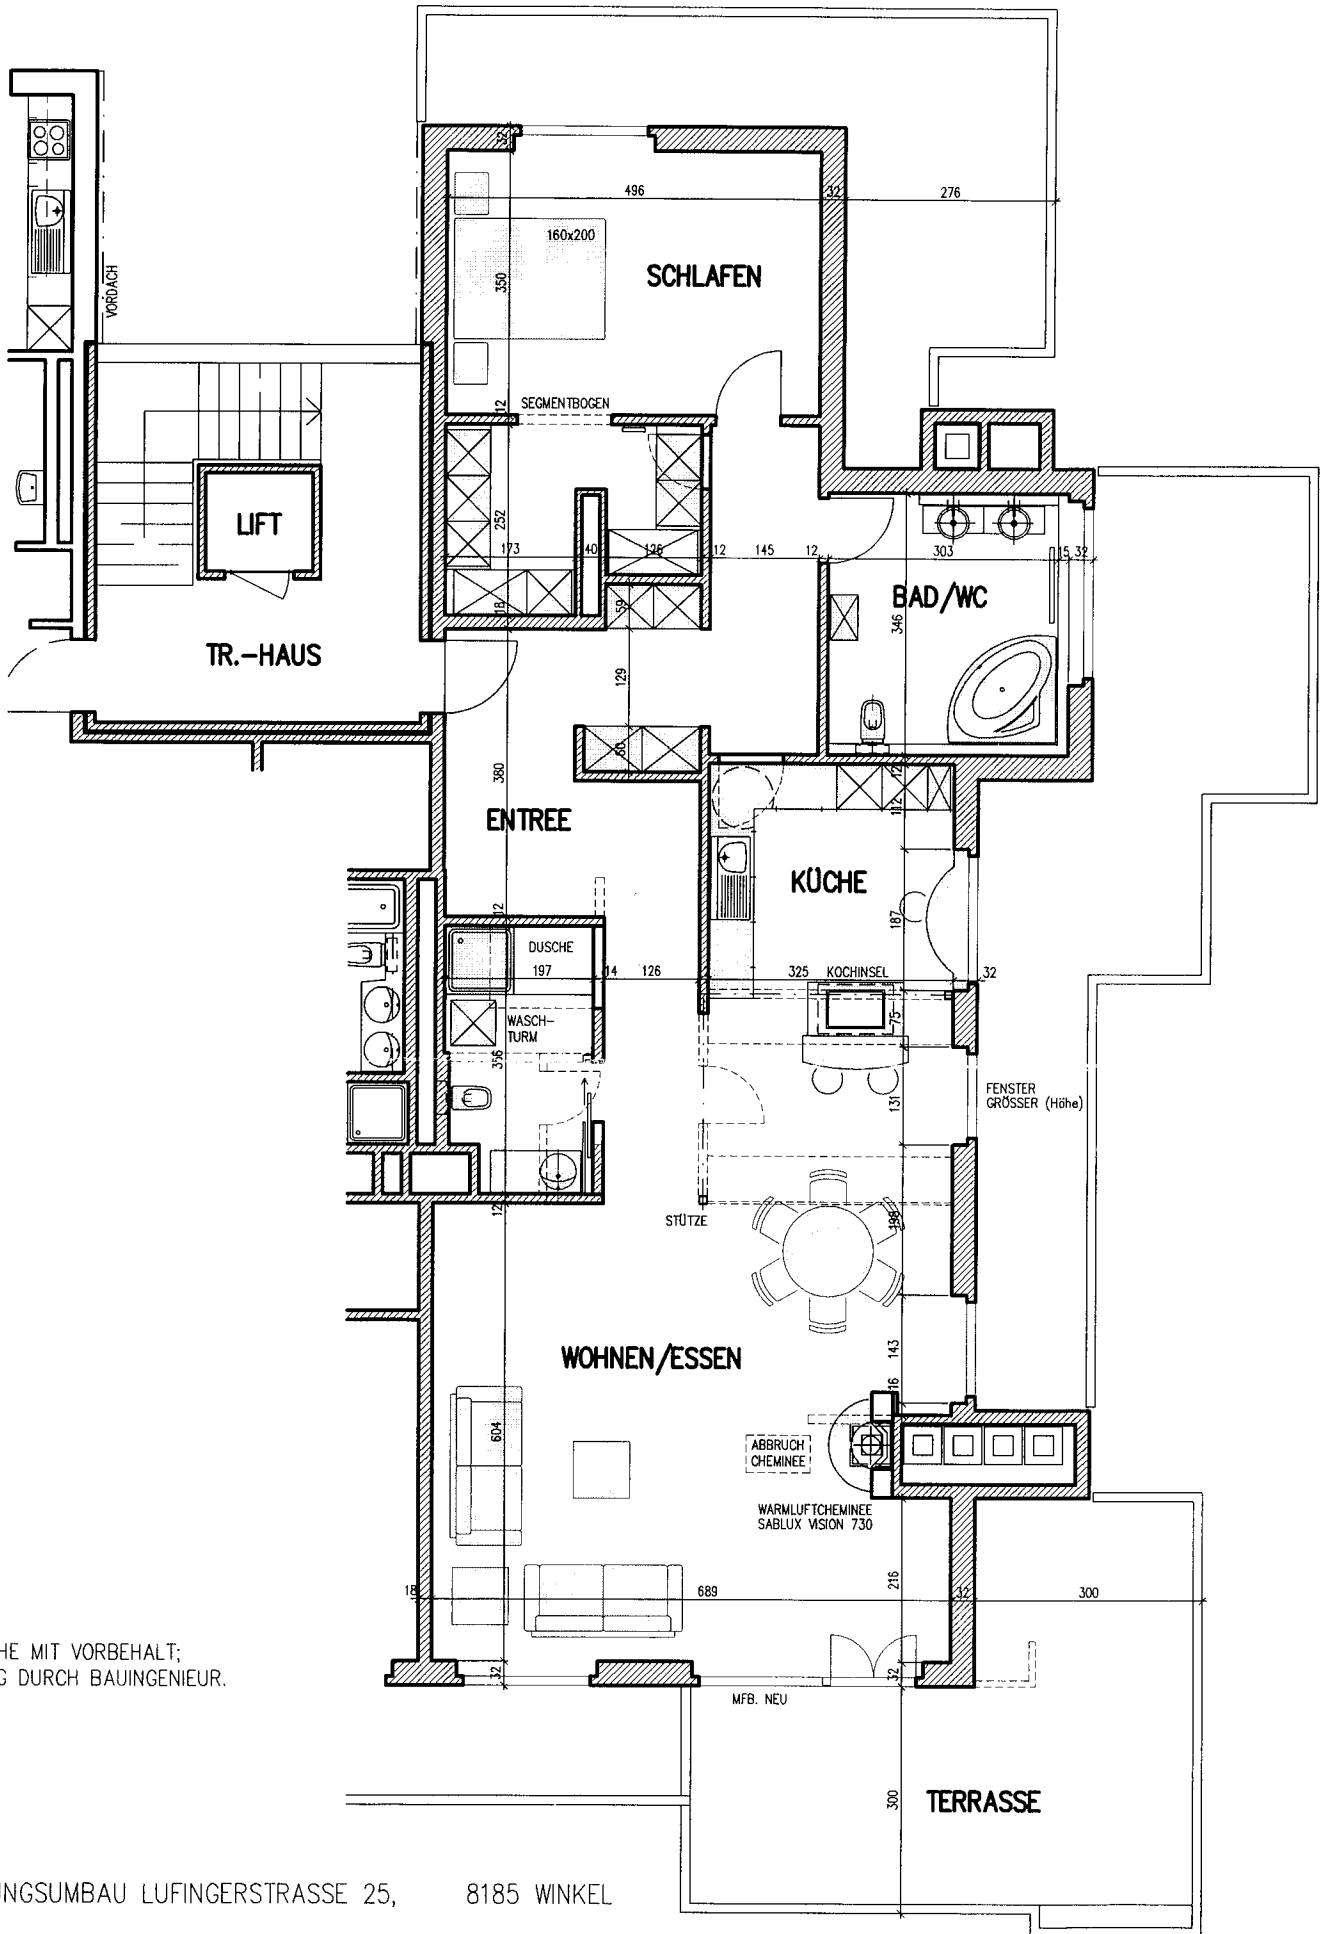 32
496
32
276
160x200
SCHLAFEN
VORDACH
350
SEGMENTBOGEN
12
LIFT
252
173
40
126
12
145
12
303
15
32
BAD/WC
346
18
59
TR.-HAUS
129
60
380
12
112
ENTREE
KÜCHE
187
12
DUSCHE
197
14
126
325
KOCHINSEL
32
75
WASCH-
TURM
356
131
FENSTER
GRÖSSER (Höhe)
12
STÜTZE
198
WOHNEN/ESSEN
143
16
604
ABBRUCH
CHEMINEE
WARMLUFTCHEMINEE
SABLUX VISION 730
216
18
689
32
300
HE MIT VORBEHALT;
G DURCH BAUINGENIEUR.
32
32
MFB. NEU
300
TERRASSE
NGSUMBAU LUFINGERSTRASSE 25, 8185 WINKEL